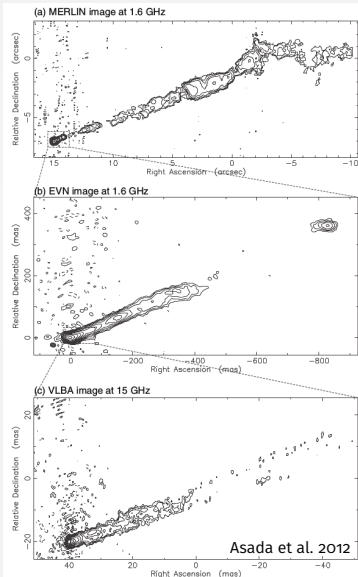 (a) MERLIN image at 1.6 GHz
Relative Declination (arcsec)
0
-5
15 10 5 0 -5 -10
Right Ascension (arcsec)
(b) EVN image at 1.6 GHz
Relative Declination (mas)
400
200
0
0 -200 -400 -600 -800
Right Ascension (mas)
(c) VLBA image at 15 GHz
Relative Declination (mas)
20
0
-20
40 20 0 -20 -40
Right Ascension (mas)
Asada et al. 2012